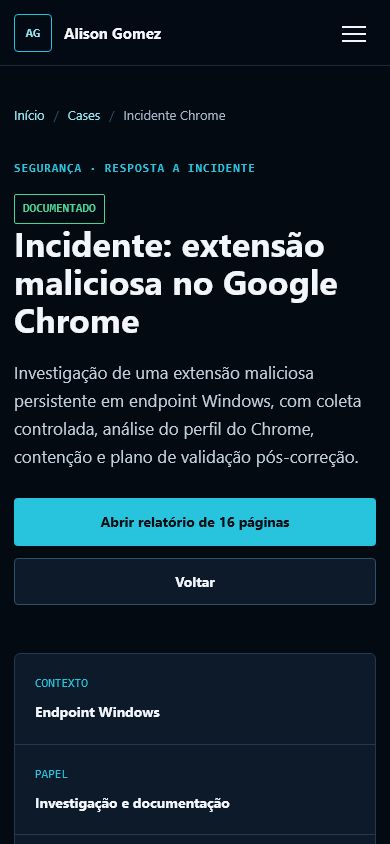 AG
Alison Gomez
Início / Cases / Incidente Chrome
SEGURANÇA · RESPOSTA A INCIDENTE
DOCUMENTADO
Incidente: extensão
maliciosa no Google
Chrome
Investigação de uma extensão maliciosa
persistente em endpoint Windows, com coleta
controlada, análise do perfil do Chrome,
contenção e plano de validação pós-correção.
Abrir relatório de 16 páginas
Voltar
CONTEXTO
Endpoint Windows
PAPEL
Investigação e documentação